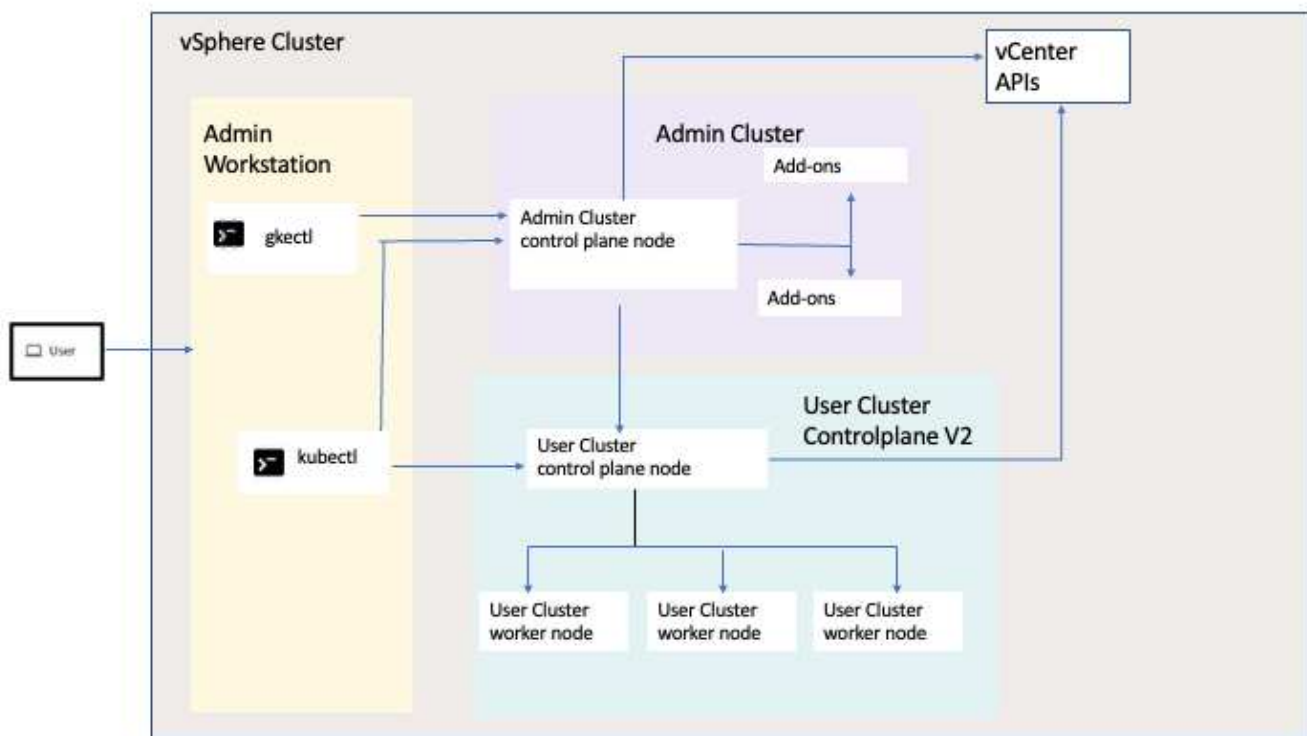 vSphere Cluster
vCenter
APIs
Admin
Workstation
Admin Cluster
Add-ons
gkectl
Admin Cluster
control plane node
Add-ons
User
User Cluster
Controlplane V2
kubectl
User Cluster
control plane node
User Cluster
worker node
User Cluster
worker node
User Cluster
worker node